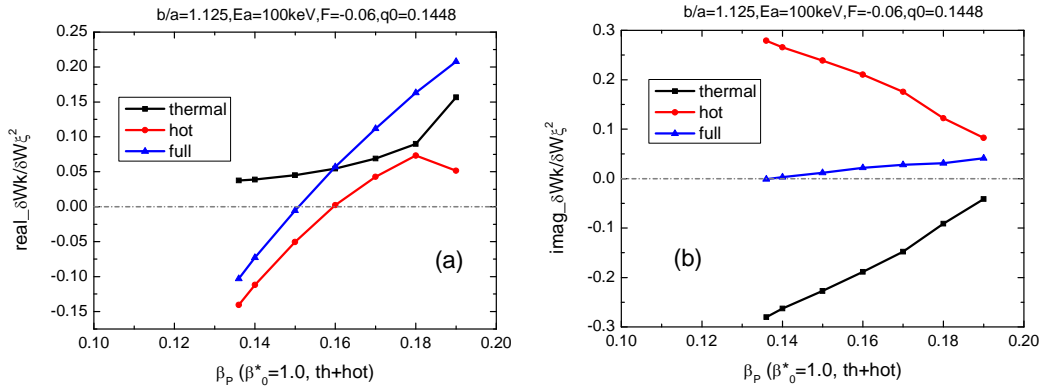 b/a=1.125,Ea=100keV,F=-0.06,q0=0.1448
0.25
0.20
0.15
0.10
0.05
0.00
-0.05
-0.10
-0.15
real_δWk/δWξ²
thermal
hot
full
(a)
0.10 0.12 0.14 0.16 0.18 0.20
βP (β*0=1.0, th+hot)
b/a=1.125,Ea=100keV,F=-0.06,q0=0.1448
0.3
0.2
0.1
0.0
-0.1
-0.2
-0.3
imag_δWk/δWξ²
thermal
hot
full
(b)
0.10 0.12 0.14 0.16 0.18 0.20
βP (β*0=1.0, th+hot)